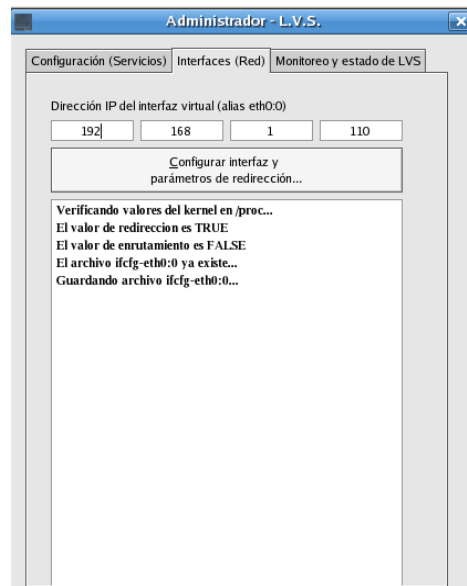 Administrador - L.V.S.
Configuración (Servicios) Interfaces (Red) Monitoreo y estado de LVS
Dirección IP del interfaz virtual (alias eth0:0)
192 168 1 110
Configurar interfaz y
parámetros de redirección...
Verificando valores del kernel en /proc...
El valor de redireccion es TRUE
El valor de enrutamiento es FALSE
El archivo ifcfg-eth0:0 ya existe...
Guardando archivo ifcfg-eth0:0...